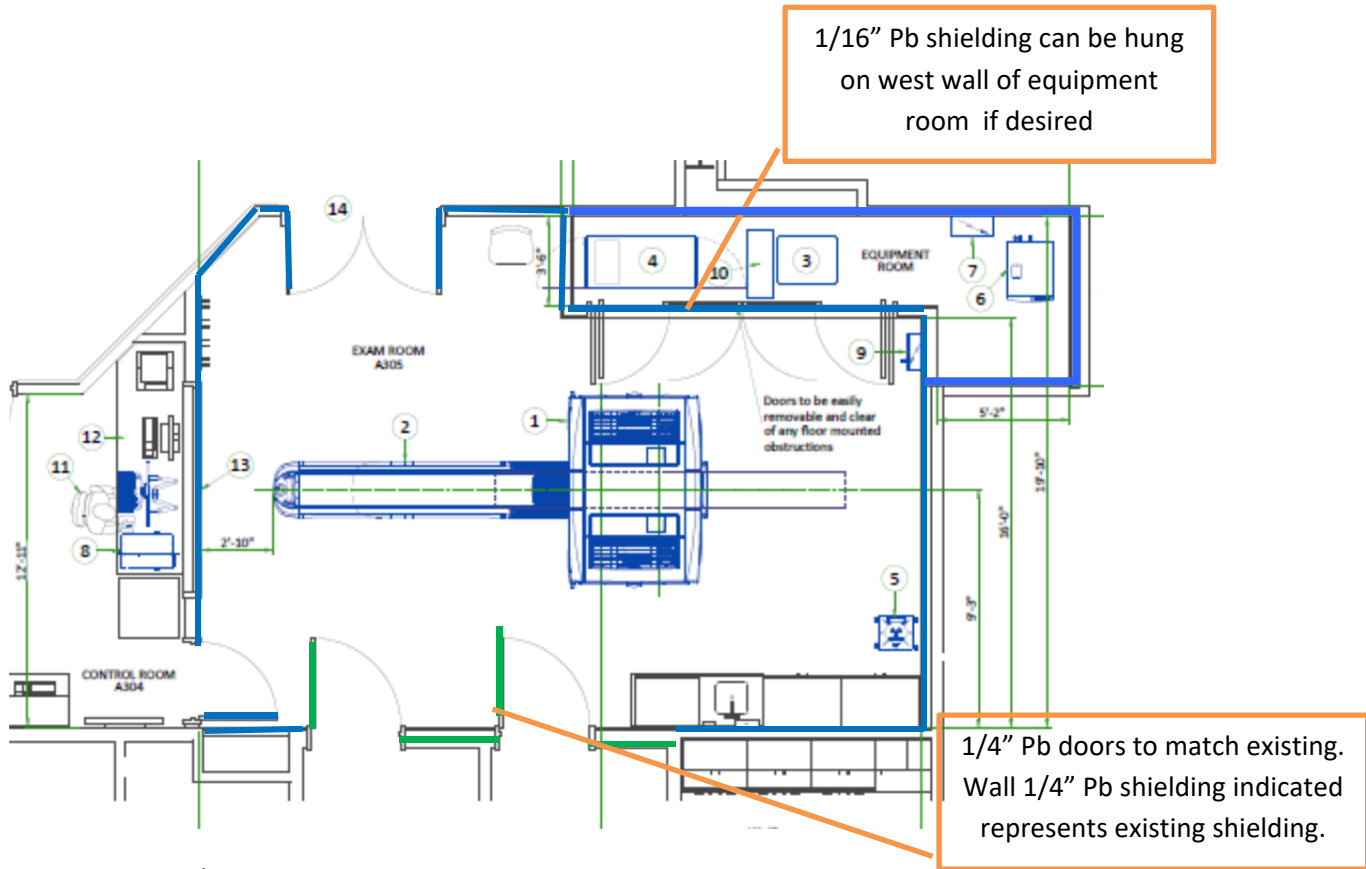 1/16” Pb shielding can be hung
on west wall of equipment
room if desired
14
3'-6"
4
10
3
EQUIPMENT
ROOM
7
6
EXAM ROOM
A305
9
Doors to be easily
removable and clear
of any floor mounted
obstructions
5'-2"
1
2
12
11
13
8
2'-10"
12'-11"
19'-10"
16'-0"
9'-3"
5
CONTROL ROOM
A304
1/4” Pb doors to match existing.
Wall 1/4” Pb shielding indicated
represents existing shielding.